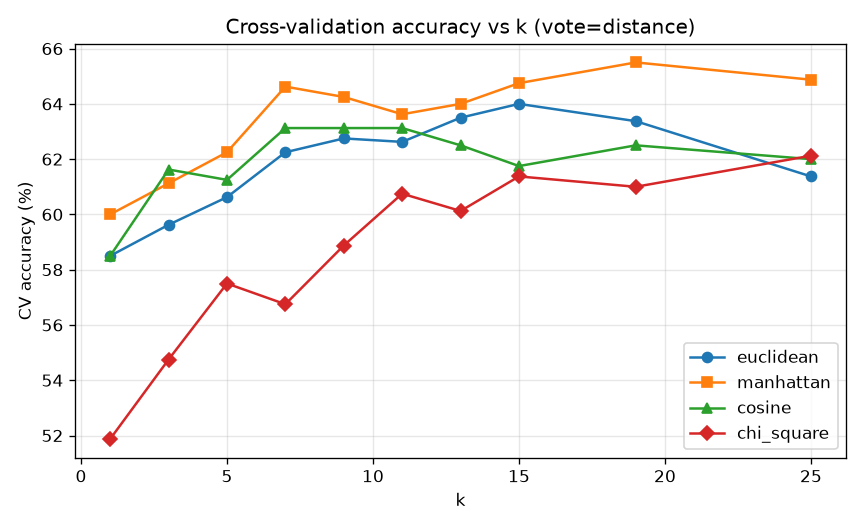 Cross-validation accuracy vs k (vote=distance)
CV accuracy (%)
66
64
62
60
58
56
54
52
0 5 10 15 20 25
k
euclidean
manhattan
cosine
chi_square